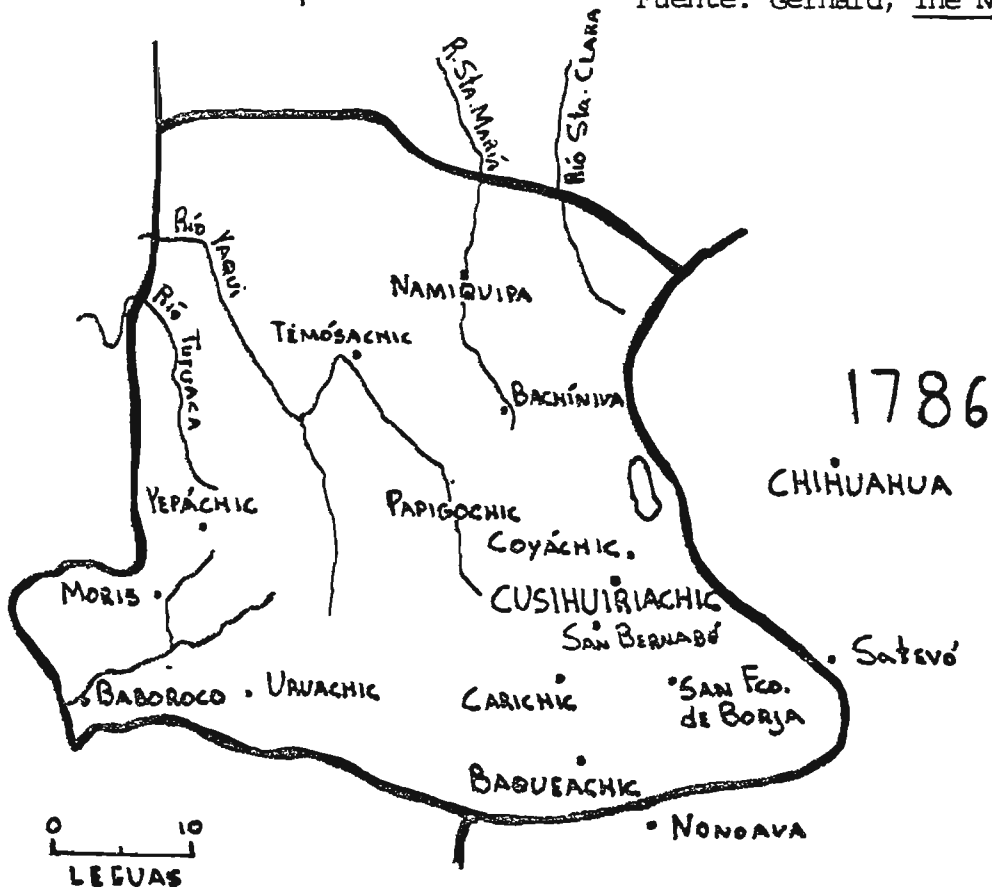 Fuente: Gerhard, The N
R. Sta. María
Río Sta. CLARA
Río YAQUI
Río TUTUACA
NAMIQUIPA
TEMÓSACHIC
BACHÍNIVA
1786
CHIHUAHUA
YEPÁCHIC
PAPIGOCHIC
COYÁCHIC
MORIS
CUSIHUIRIACHIC
SAN BERNABÉ
Satevó
BABOROCO
URUACHIC
CARICHIC
SAN FCO.
de BORJA
BAQUEACHIC
NONOAVA
0 10
LEGUAS